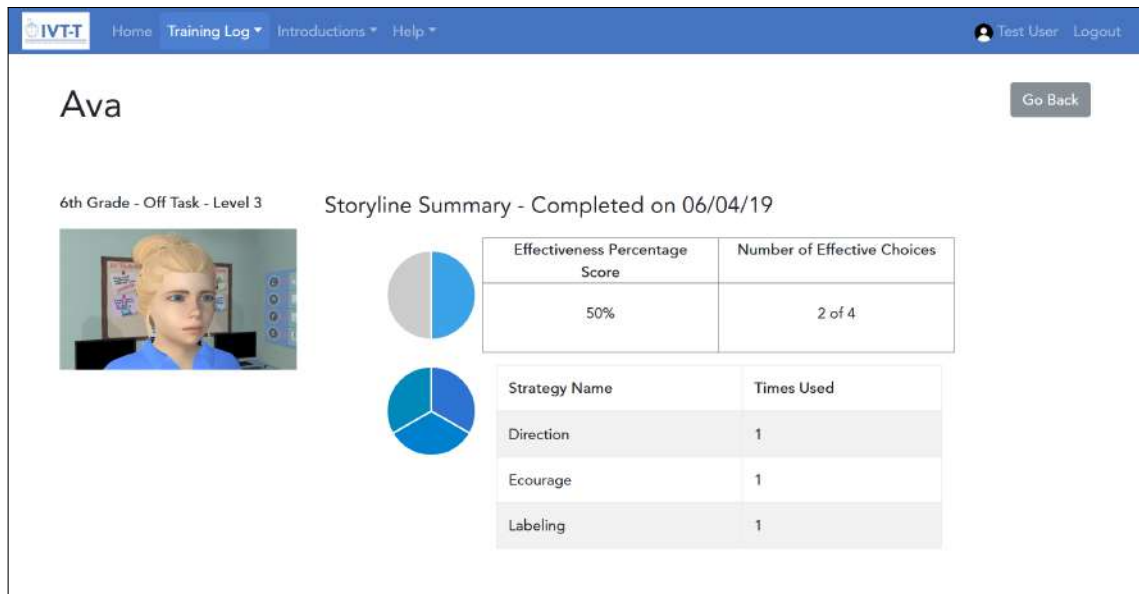 IVT-T Home Training Log Introductions Help Test User Logout
Ava
Go Back
6th Grade - Off Task - Level 3
Storyline Summary - Completed on 06/04/19
Effectiveness Percentage Score
Number of Effective Choices
50%
2 of 4
Strategy Name Times Used
Direction 1
Ecourage 1
Labeling 1